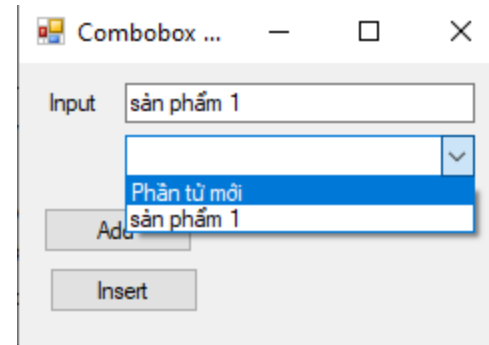 Combobox ...
Input sản phẩm 1
Phần tử mới
sản phẩm 1
Insert